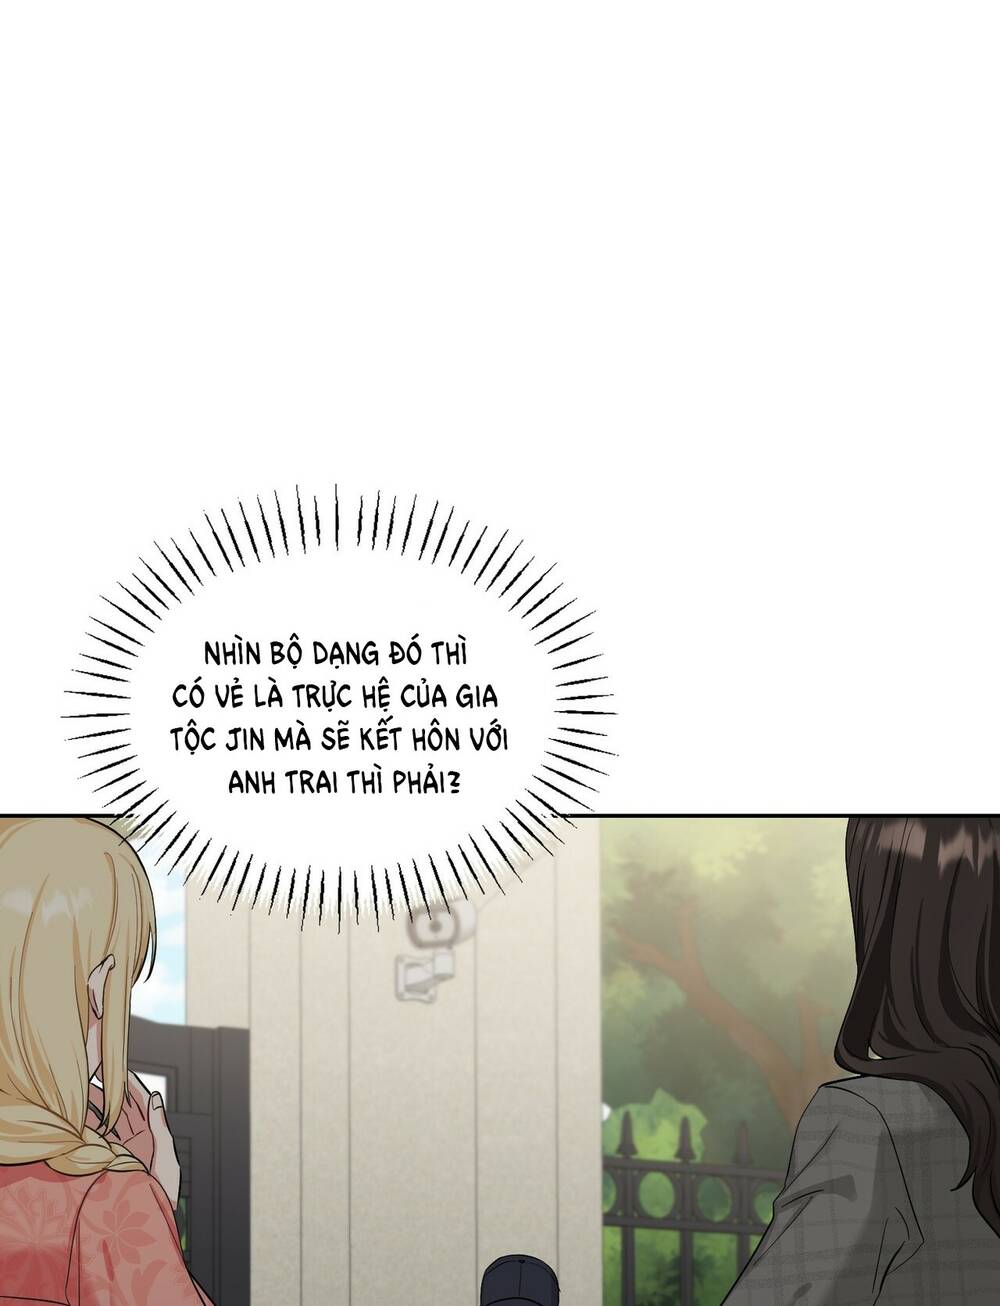 NHÌN BỘ DẠNG ĐÓ THÌ
CÓ VẺ LÀ TRỰC HỆ CỦA GIA
TỘC JIN MÀ SẼ KẾT HÔN VỚI
ANH TRAI THÌ PHẢI?